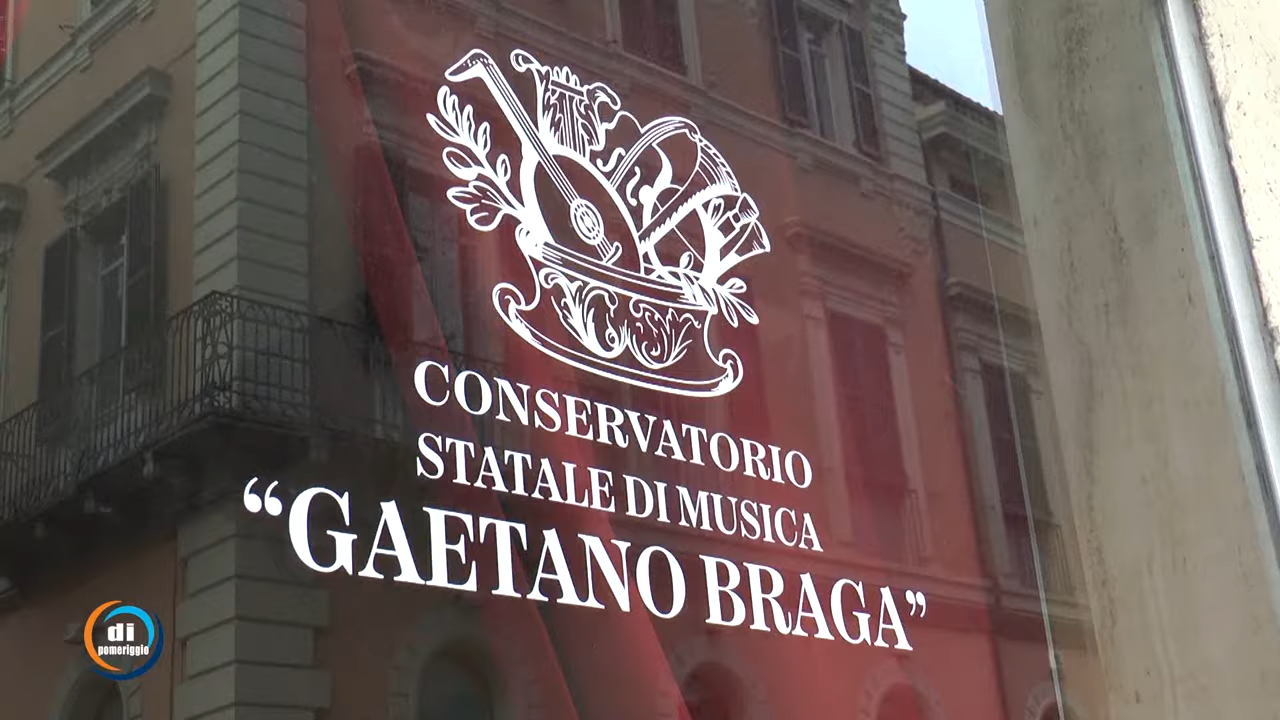 CONSERVATORIO
STATALE DI MUSICA
“GAETANO BRAGA”
di
pomeriggio